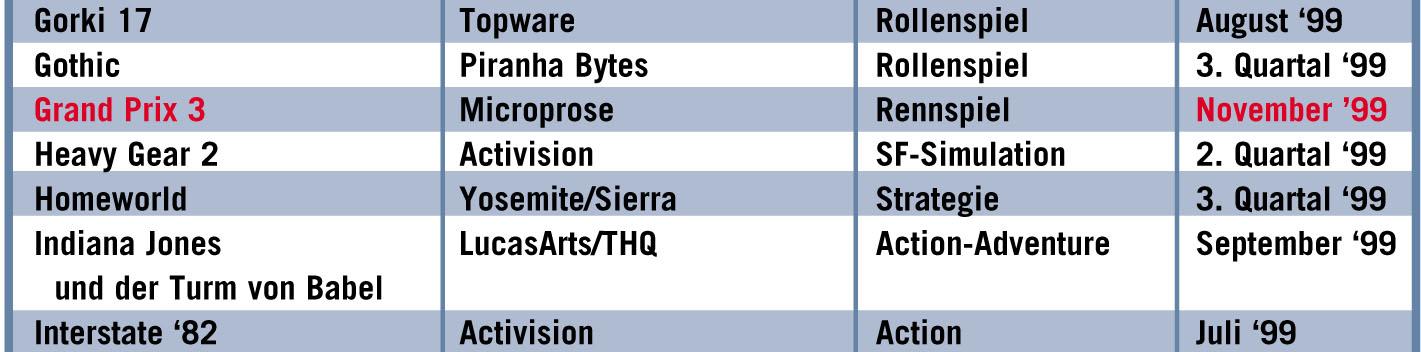 Gorki 17 Topware Rollenspiel August ‘99
Gothic Piranha Bytes Rollenspiel 3. Quartal ‘99
Grand Prix 3 Microprose Rennspiel November ’99
Heavy Gear 2 Activision SF-Simulation 2. Quartal ‘99
Homeworld Yosemite/Sierra Strategie 3. Quartal ‘99
Indiana Jones LucasArts/THQ Action-Adventure September ‘99
und der Turm von Babel
Interstate ‘82 Activision Action Juli ‘99